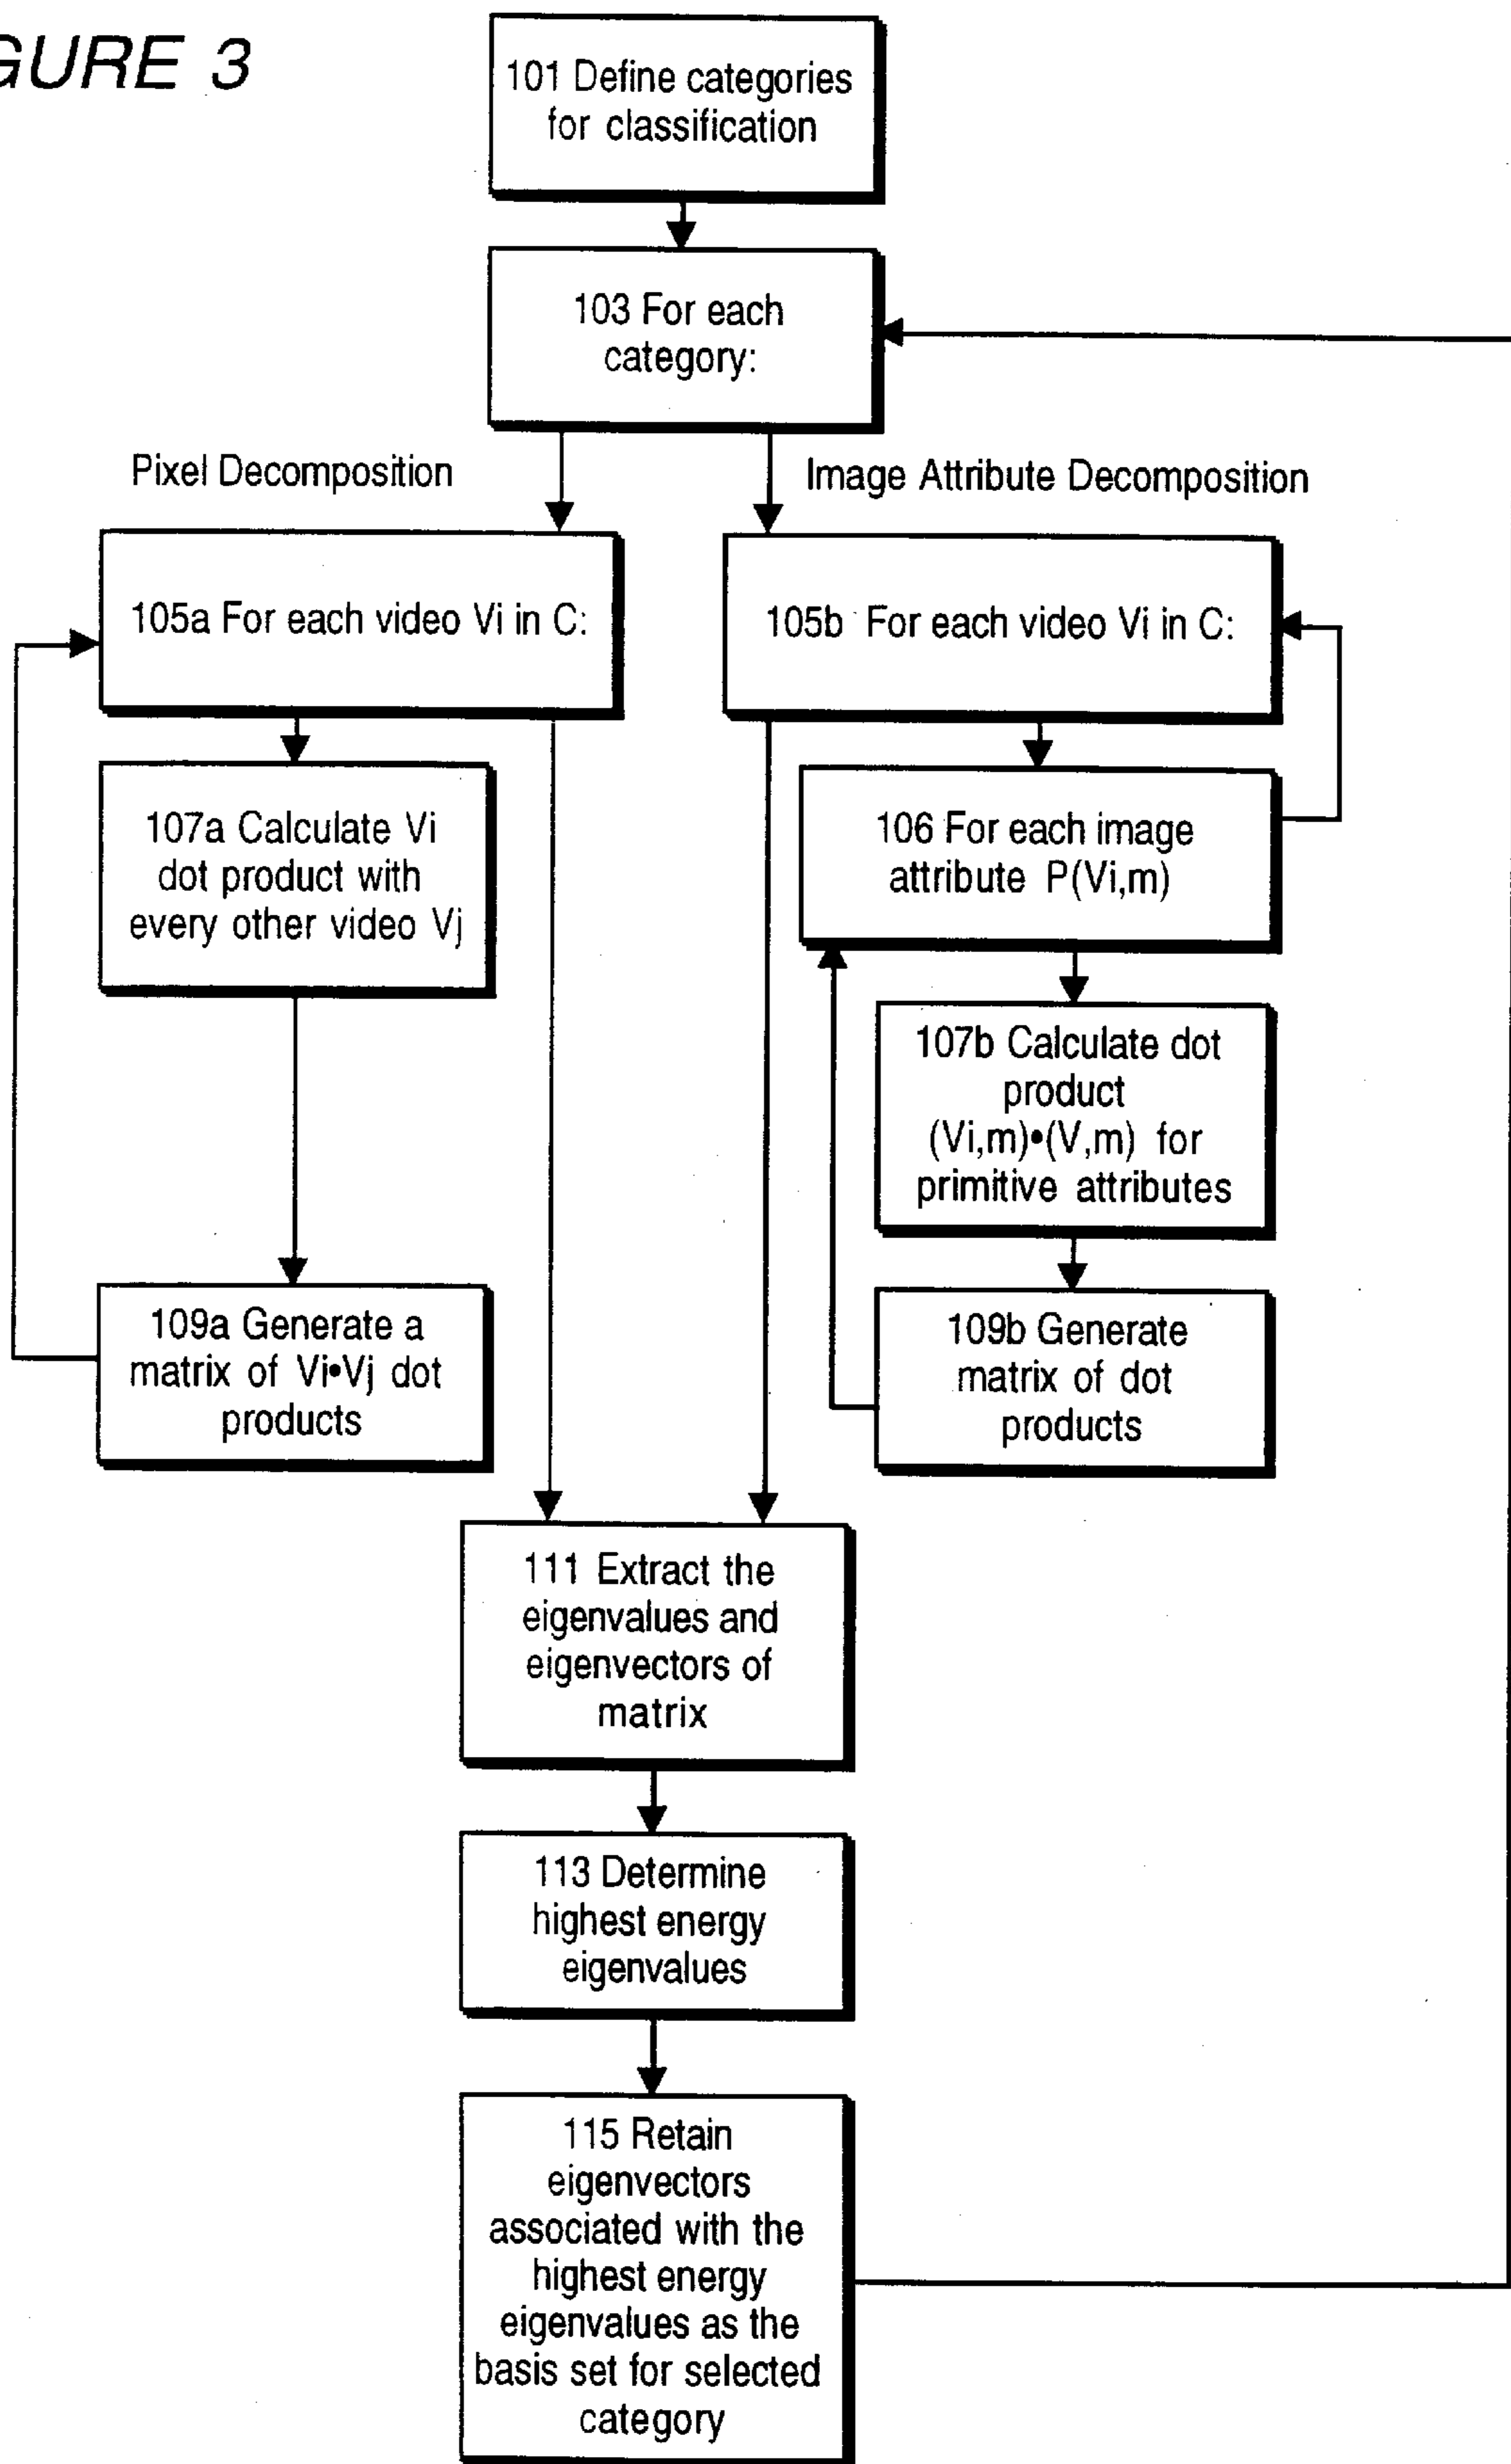 GURE 3
101 Define categories
for classification
103 For each
category:
Pixel Decomposition
Image Attribute Decomposition
105a For each video Vi in C:
105b For each video Vi in C:
107a Calculate Vi
dot product with
every other video Vj
106 For each image
attribute P(Vi,m)
107b Calculate dot
product
(Vi,m)•(V,m) for
primitive attributes
109a Generate a
matrix of Vi•Vj dot
products
109b Generate
matrix of dot
products
111 Extract the
eigenvalues and
eigenvectors of
matrix
113 Determine
highest energy
eigenvalues
115 Retain
eigenvectors
associated with the
highest energy
eigenvalues as the
basis set for selected
category